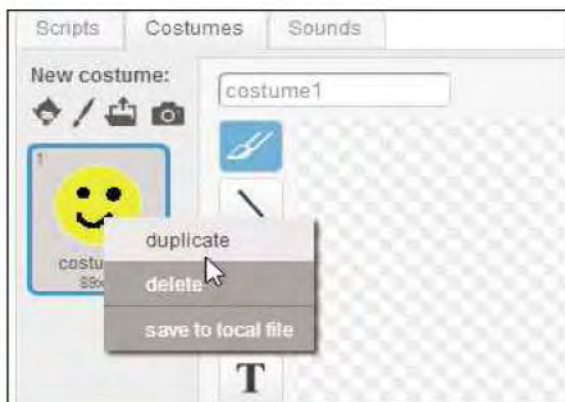 Scripts Costumes Sounds
New costume:
costume1
1
duplicate
delete
save to local file
T